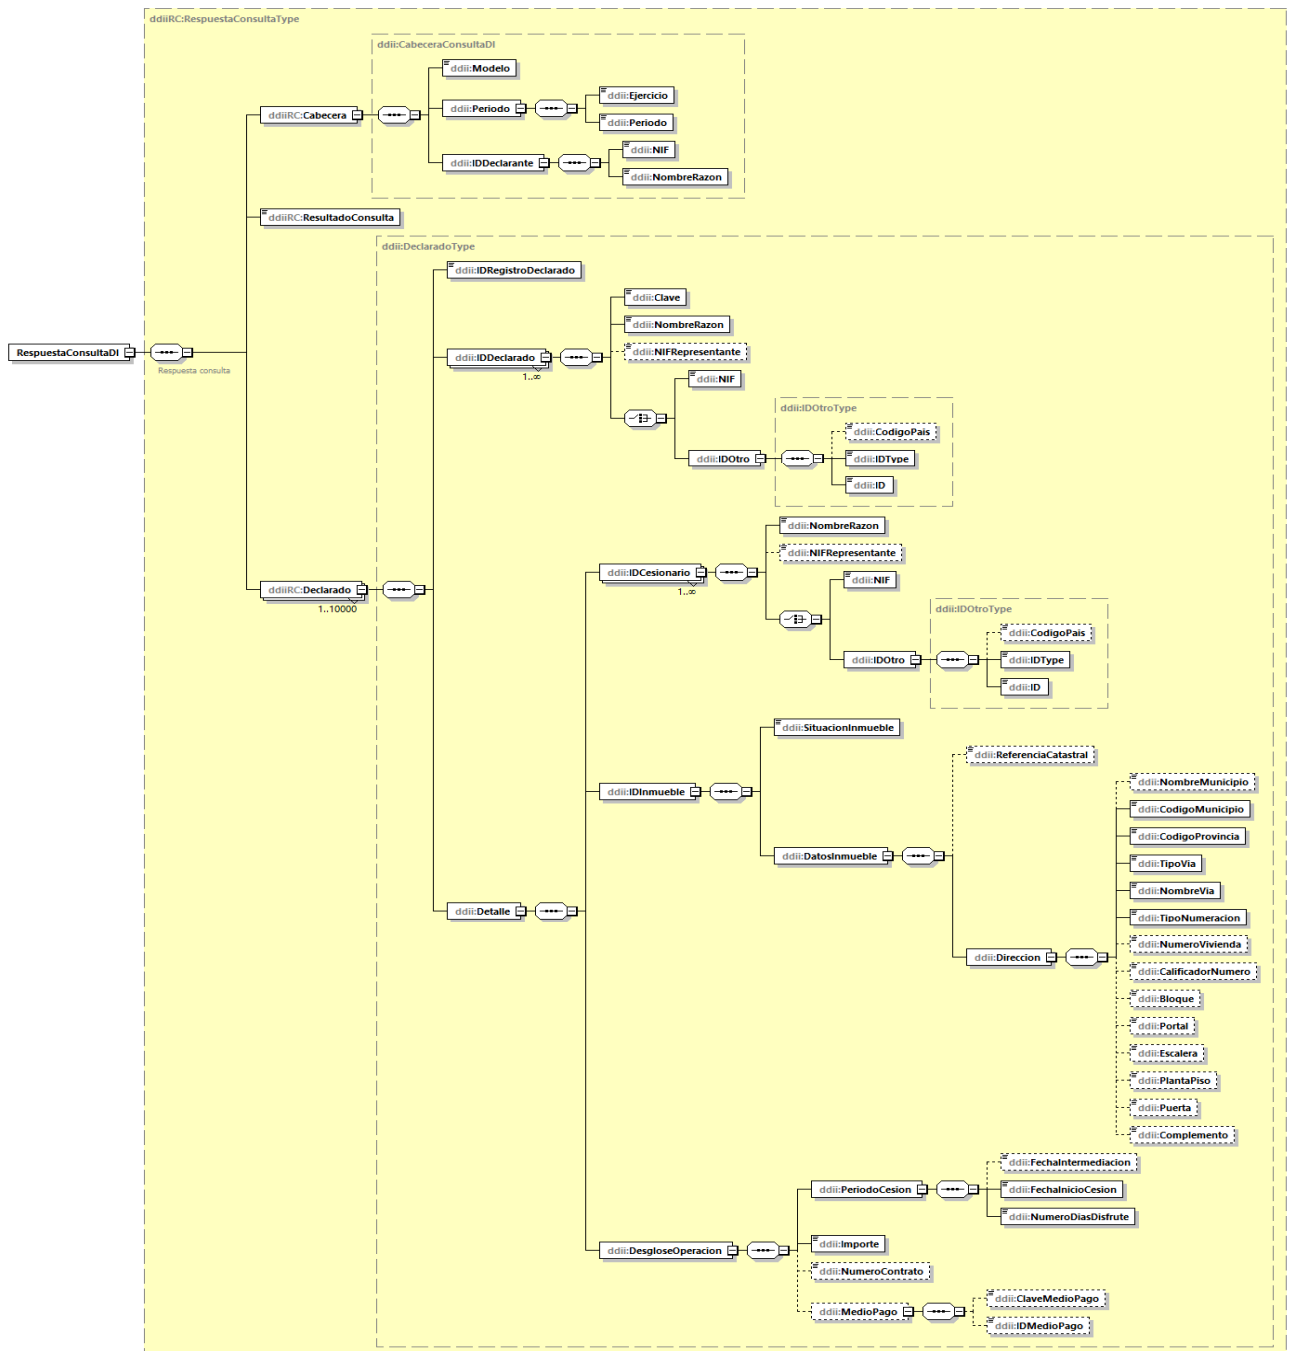 ddiiRC:RespuestaConsultaType
ddii:CabeceraConsultaDI
ddii:Modelo
ddii:Ejercicio
ddii:Periodo
ddiiRC:Cabecera
ddii:Periodo
ddii:NIF
ddii:IDDeclarante
ddii:NombreRazon
ddiiRC:ResultadoConsulta
ddii:DeclaradoType
ddii:IDRegistroDeclarado
ddii:Clave
ddii:NombreRazon
RespuestaConsultaDI
ddii:NIFRepresentante
ddii:IDDeclarado
Respuesta consulta
1..∞
ddii:NIF
ddii:IDOtroType
ddii:CodigoPais
ddii:IDOtro
ddii:IDType
ddii:ID
ddii:NombreRazon
ddii:NIFRepresentante
ddii:IDCesionario
1..∞
ddii:NIF
ddiiRC:Declarado
1..10000
ddii:IDOtroType
ddii:CodigoPais
ddii:IDOtro
ddii:IDType
ddii:ID
ddii:SituacionInmueble
ddii:ReferenciaCatastral
ddii:NombreMunicipio
ddii:IDInmueble
ddii:CodigoMunicipio
ddii:CodigoProvincia
ddii:DatosInmueble
ddii:TipoVia
ddii:NombreVia
ddii:Detalle
ddii:TipoNumeracion
ddii:NumeroVivienda
ddii:Direccion
ddii:CalificadorNumero
ddii:Bloque
ddii:Portal
ddii:Escalera
ddii:PlantaPiso
ddii:Puerta
ddii:Complemento
ddii:FechaIntermediacion
ddii:PeriodoCesion
ddii:FechaInicioCesion
ddii:NumeroDiasDisfrute
ddii:DesgloseOperacion
ddii:Importe
ddii:NumeroContrato
ddii:ClaveMedioPago
ddii:MedioPago
ddii:IDMedioPago